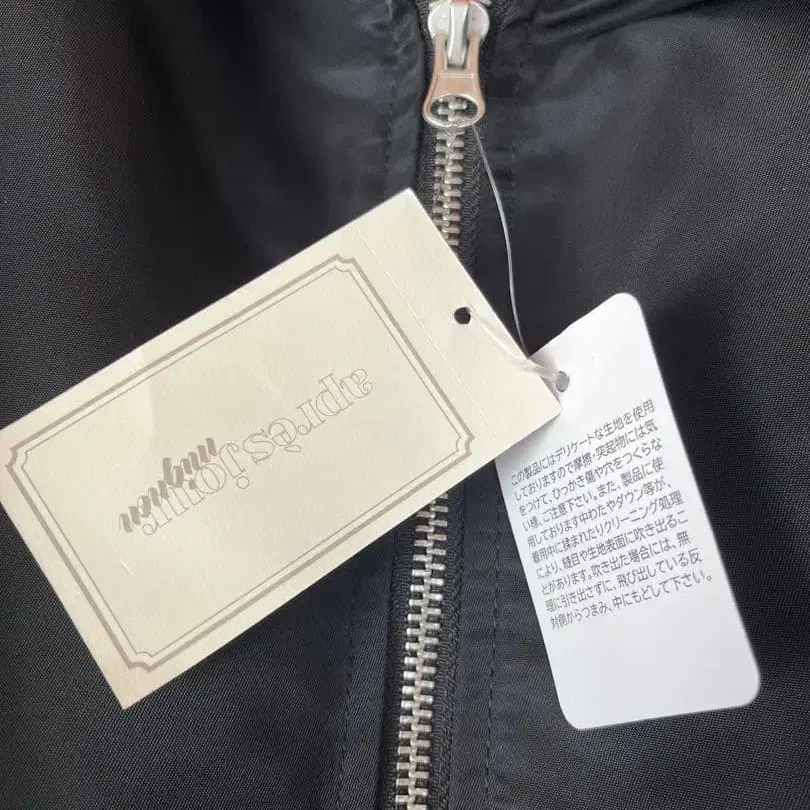 après jour
mignon
この製品にはデリケートな生地を使用
しておりますので摩擦・突起物には気
をつけて、ひっかき傷や穴をつくらな
い様、ご注意下さい。また、製品に使
用しております中わたやダウン等が、
着用中に揉まれたりクリーニング処理
により、縫目や生地表面に吹き出るこ
とがあります。吹き出た場合には、無
理に引き出さずに、飛び出している反
対側からつまみ、中にもどして下さい。